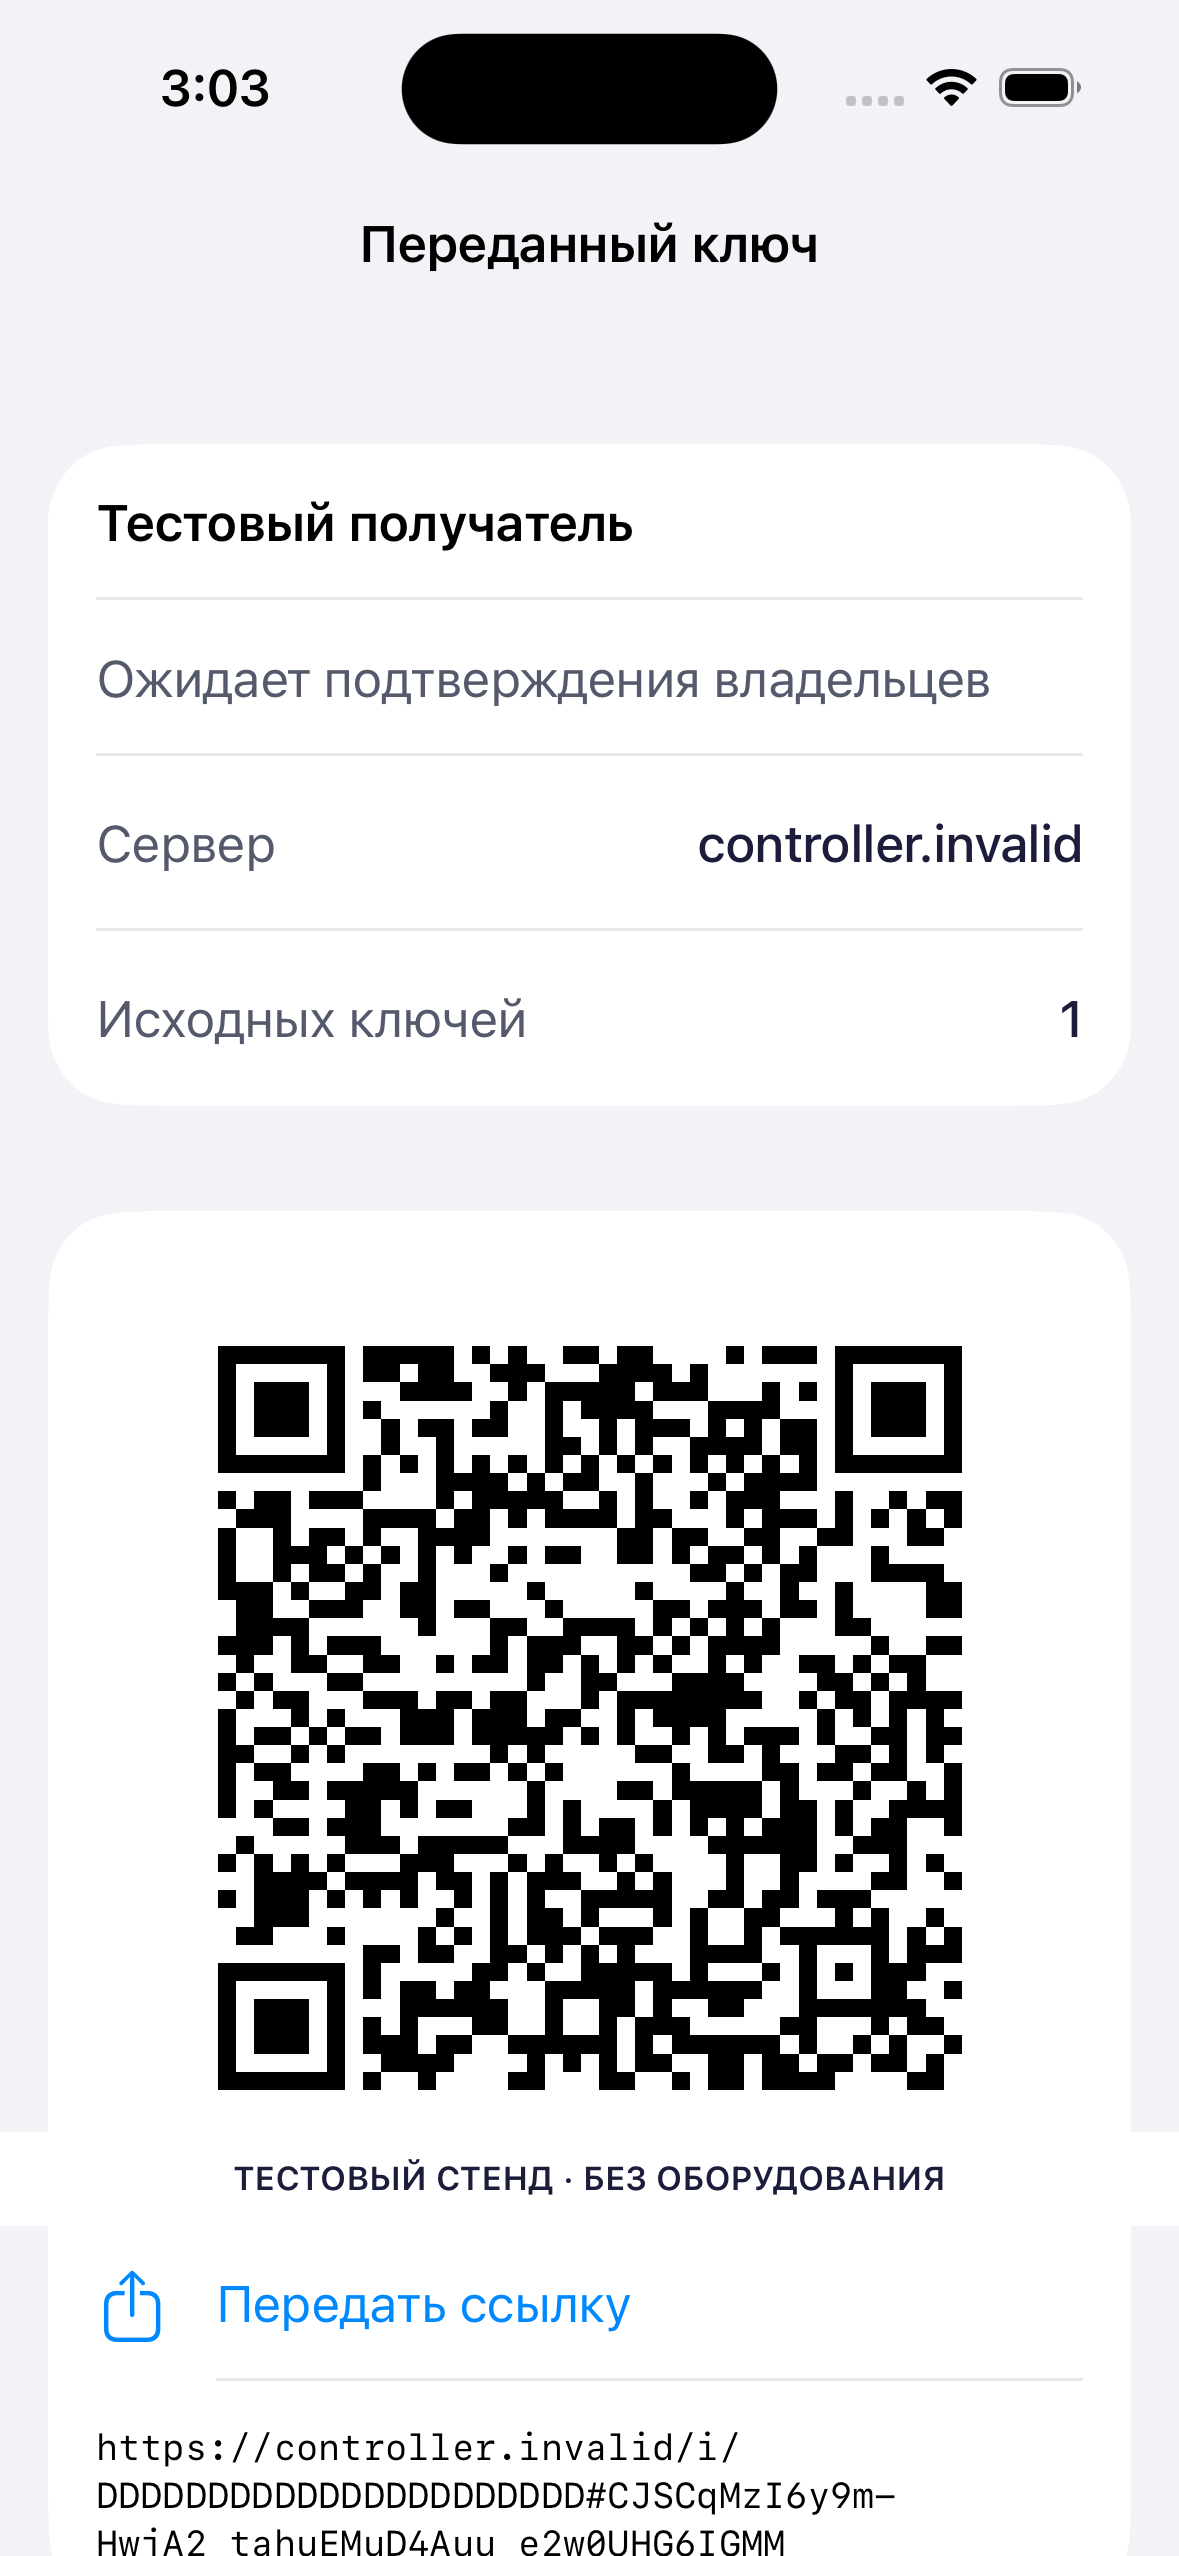 3:03
Переданный ключ
Тестовый получатель
Ожидает подтверждения владельцев
Сервер controller.invalid
Исходных ключей 1
ТЕСТОВЫЙ СТЕНД · БЕЗ ОБОРУДОВАНИЯ
Передать ссылку
https://controller.invalid/i/
DDDDDDDDDDDDDDDDDDDDDD#CJSCqMzI6y9m-
HwjA2_tahuEMuD4Auu_e2w0UHG6IGMM